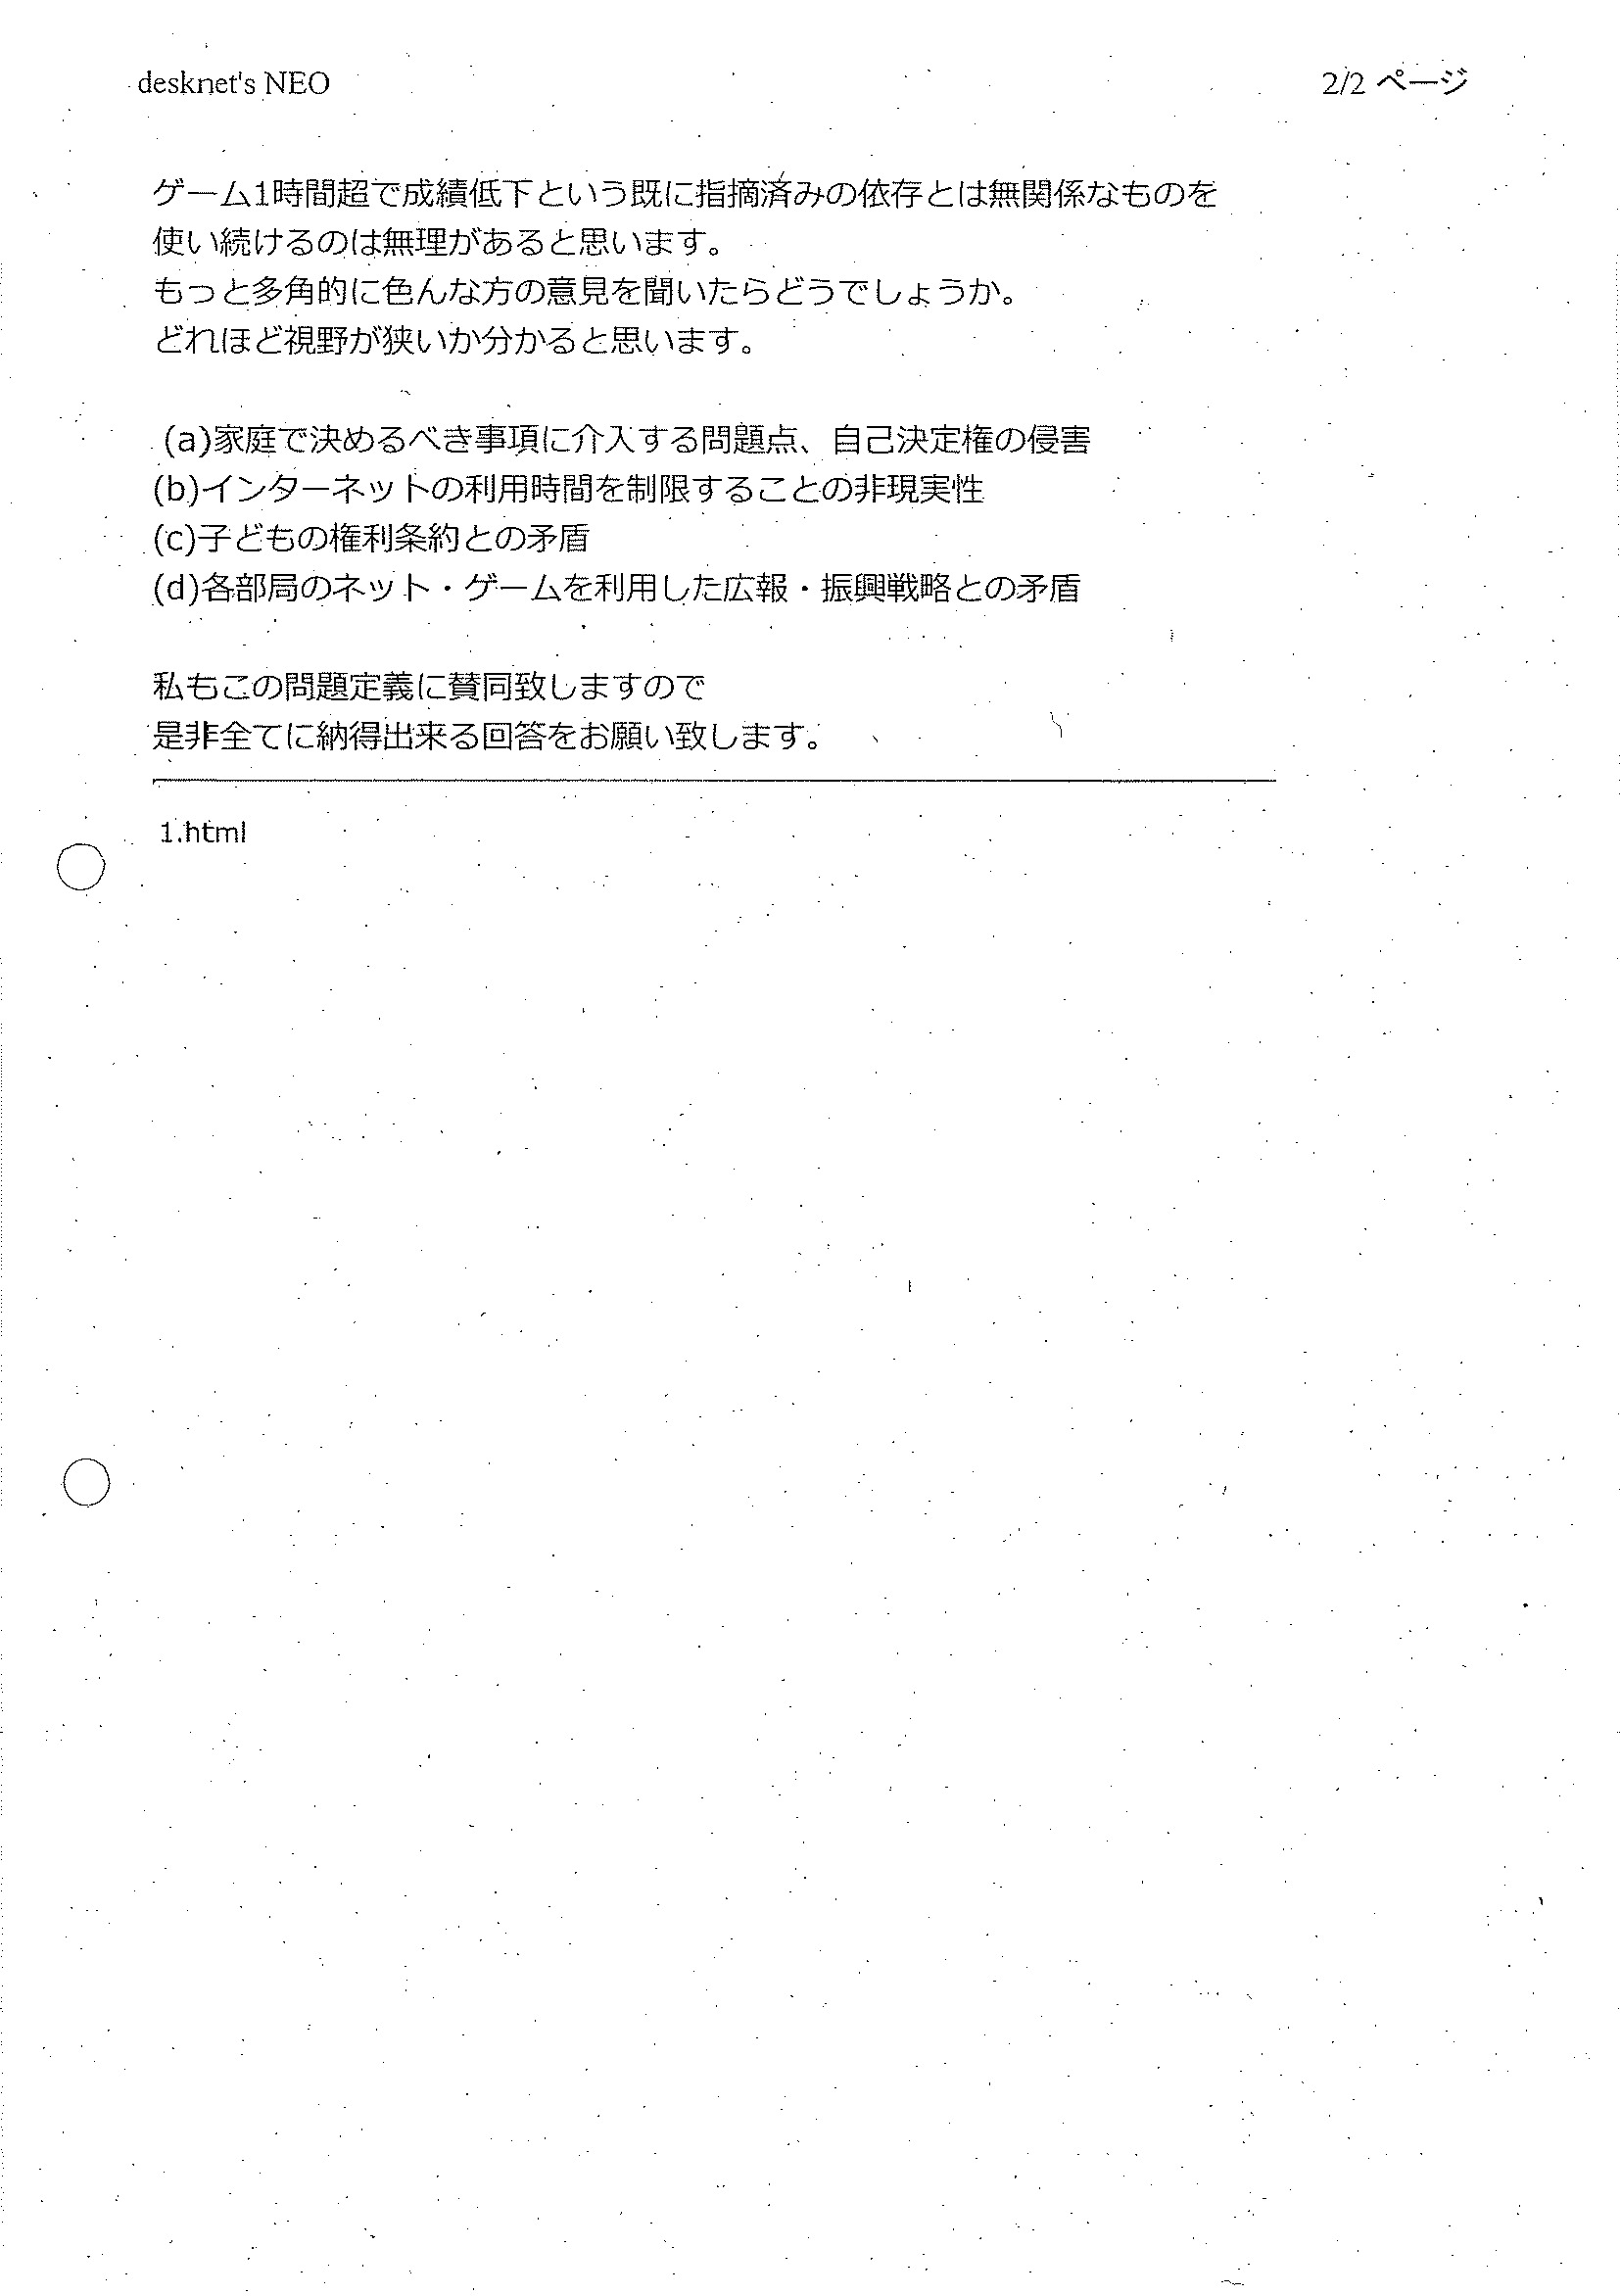 desknet's NEO
2/2 ページ
ゲーム1時間超で成績低下という既に指摘済みの依存とは無関係なものを
使い続けるのは無理があると思います。
もっと多角的に色んな方の意見を聞いたらどうでしょうか。
どれほど視野が狭いか分かると思います。
(a)家庭で決めるべき事項に介入する問題点、自己決定権の侵害
(b)インターネットの利用時間を制限することの非現実性
(c)子どもの権利条約との矛盾
(d)各部局のネット・ゲームを利用した広報・振興戦略との矛盾
私もこの問題定義に賛同致しますので
是非全てに納得出来る回答をお願い致します。
1.html